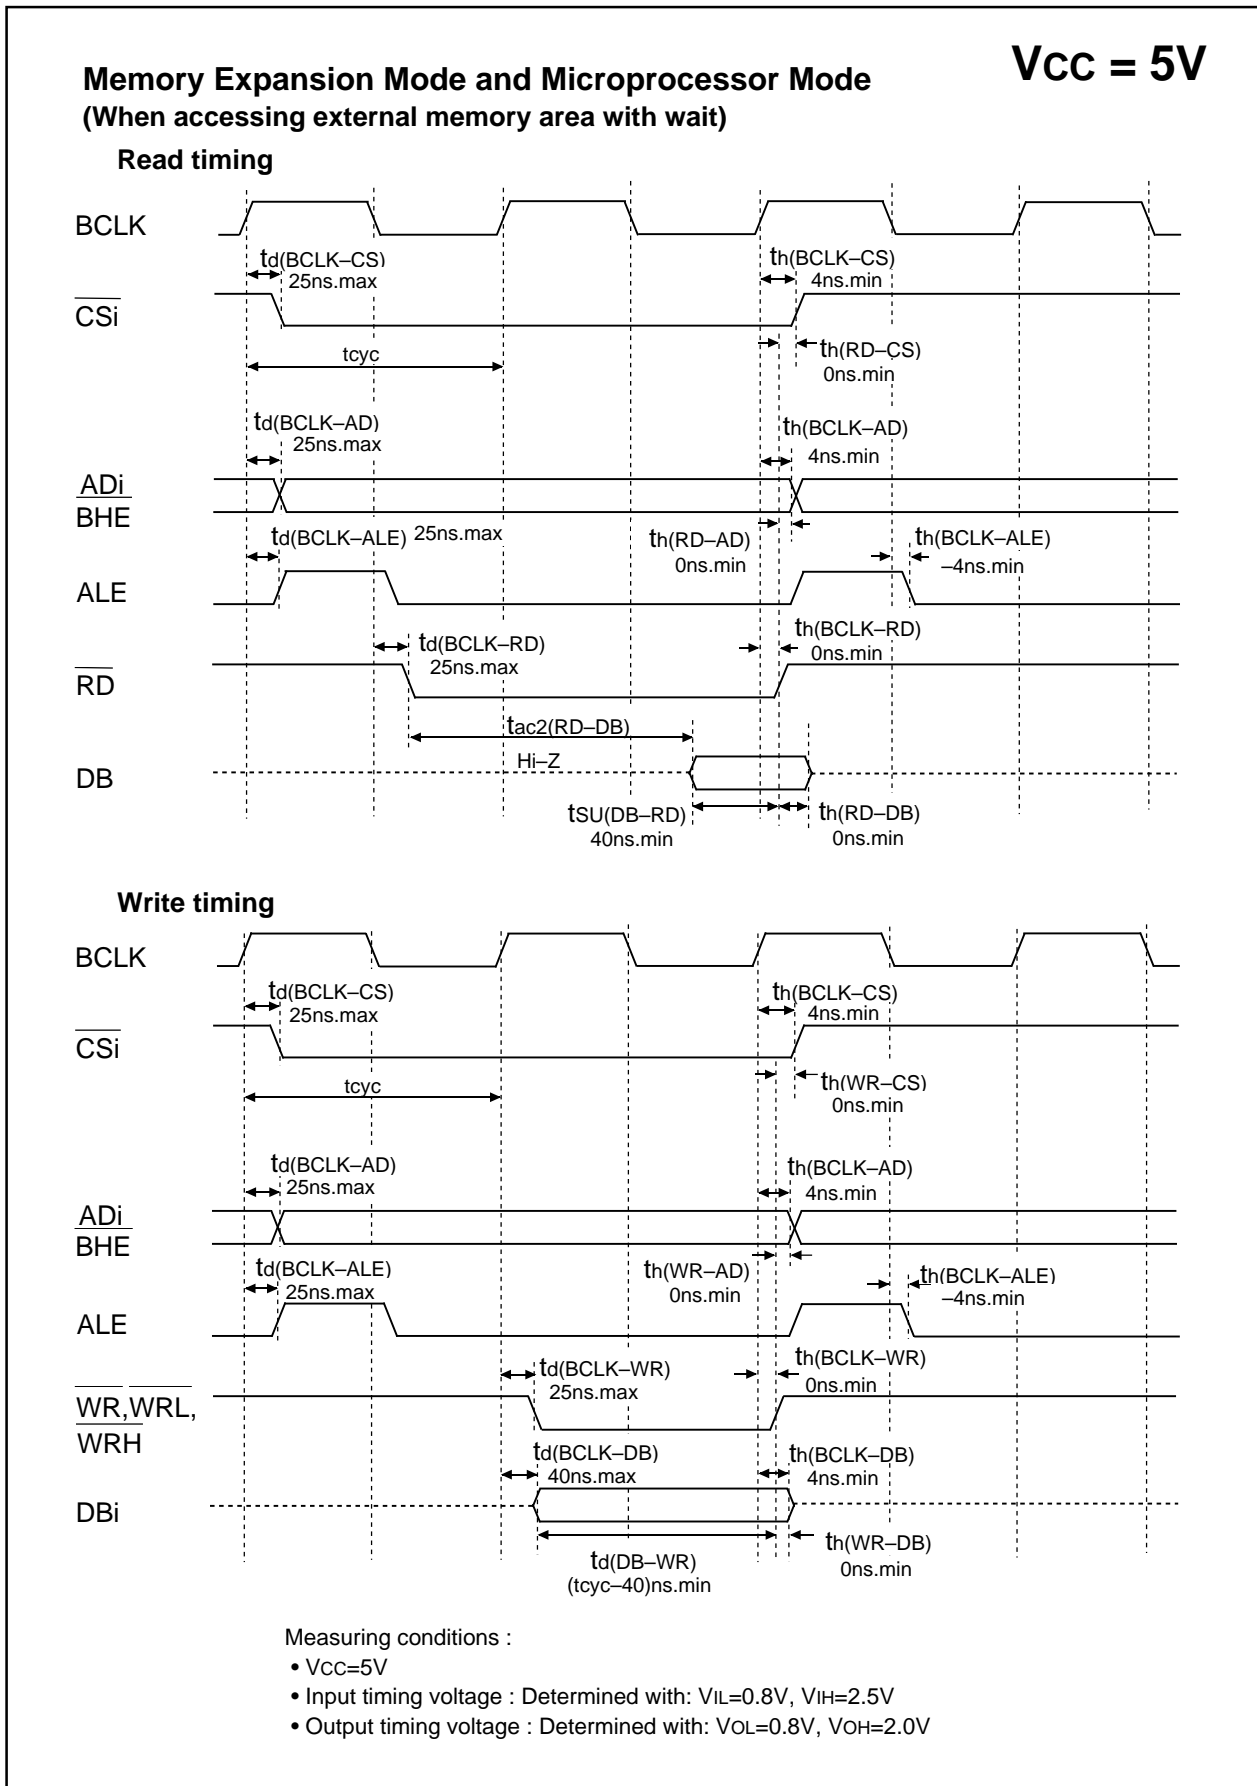 VCC = 5V
Memory Expansion Mode and Microprocessor Mode
(When accessing external memory area with wait)
Read timing
BCLK
td(BCLK–CS)
25ns.max
th(BCLK–CS)
4ns.min
CSi
tcyc
th(RD–CS)
0ns.min
td(BCLK–AD)
25ns.max
th(BCLK–AD)
4ns.min
ADi
BHE
td(BCLK–ALE) 25ns.max
th(RD–AD)
0ns.min
th(BCLK–ALE)
–4ns.min
ALE
td(BCLK–RD)
25ns.max
th(BCLK–RD)
0ns.min
RD
tac2(RD–DB)
Hi–Z
DB
tSU(DB–RD)
40ns.min
th(RD–DB)
0ns.min
Write timing
BCLK
td(BCLK–CS)
25ns.max
th(BCLK–CS)
4ns.min
CSi
tcyc
th(WR–CS)
0ns.min
td(BCLK–AD)
25ns.max
th(BCLK–AD)
4ns.min
ADi
BHE
td(BCLK–ALE)
25ns.max
th(WR–AD)
0ns.min
th(BCLK–ALE)
–4ns.min
ALE
td(BCLK–WR)
25ns.max
th(BCLK–WR)
0ns.min
WR,WRL,
WRH
td(BCLK–DB)
40ns.max
th(BCLK–DB)
4ns.min
DBi
td(DB–WR)
(tcyc–40)ns.min
th(WR–DB)
0ns.min
Measuring conditions :
• VCC=5V
• Input timing voltage : Determined with: VIL=0.8V, VIH=2.5V
• Output timing voltage : Determined with: VOL=0.8V, VOH=2.0V